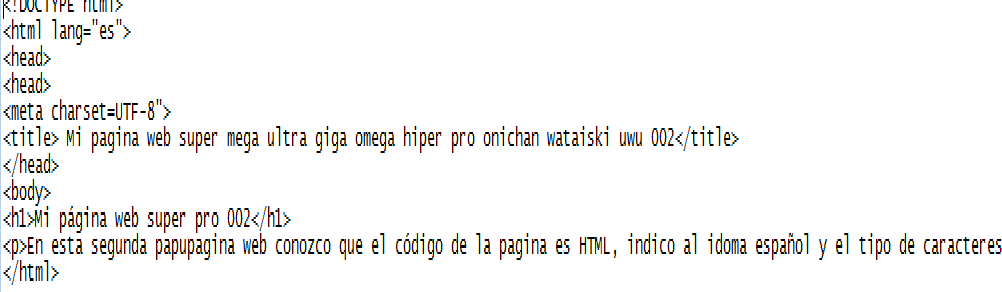 <!DOCTYPE html>
<html lang="es">
<head>
<head>
<meta charset=UTF-8">
<title> Mi pagina web super mega ultra giga omega hiper pro onichan wataiski uwu 002</title>
</head>
<body>
<h1>Mi página web super pro 002</h1>
<p>En esta segunda papupagina web conozco que el código de la pagina es HTML, indico al idoma español y el tipo de caracteres
</html>